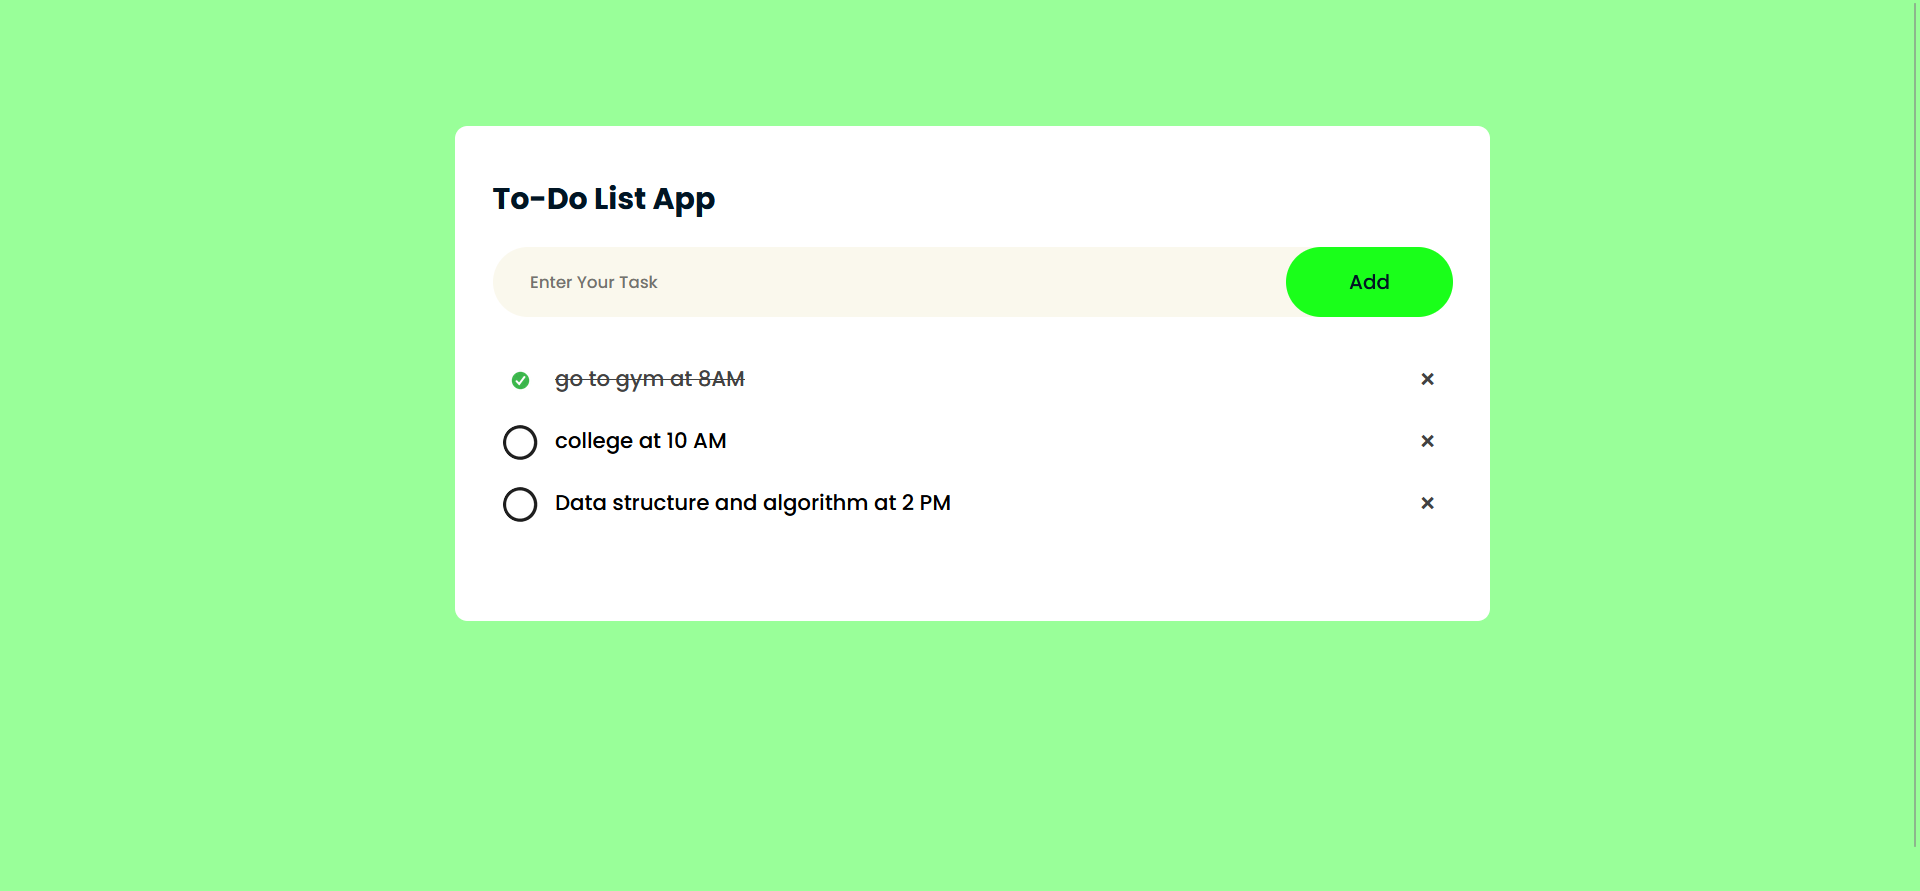 To-Do List App
Enter Your Task
Add
go to gym at 8AM
college at 10 AM
Data structure and algorithm at 2 PM